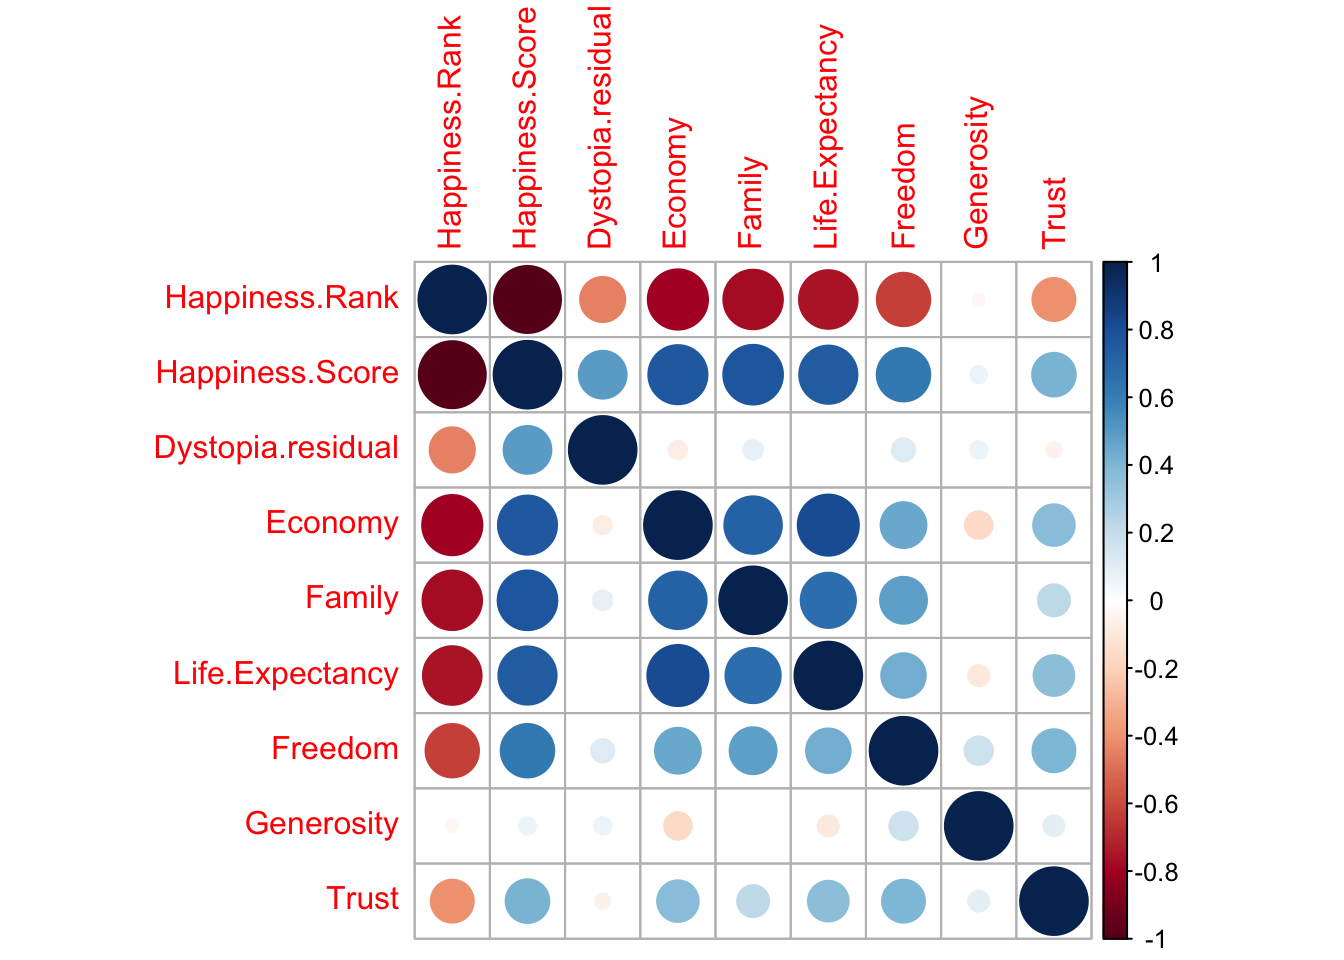 Happiness.Rank
Happiness.Score
Dystopia.residual
Economy
Family
Life.Expectancy
Freedom
Generosity
Trust
Happiness.Rank
Happiness.Score
Dystopia.residual
Economy
Family
Life.Expectancy
Freedom
Generosity
Trust
1
0.8
0.6
0.4
0.2
0
-0.2
-0.4
-0.6
-0.8
-1